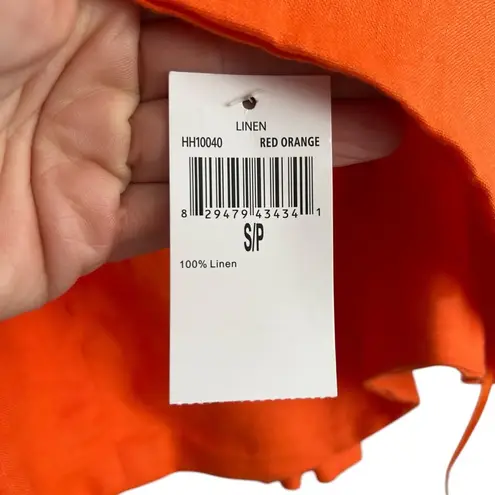 LINEN
HH10040 RED ORANGE
8 29479 43434 1
S/P
100% Linen